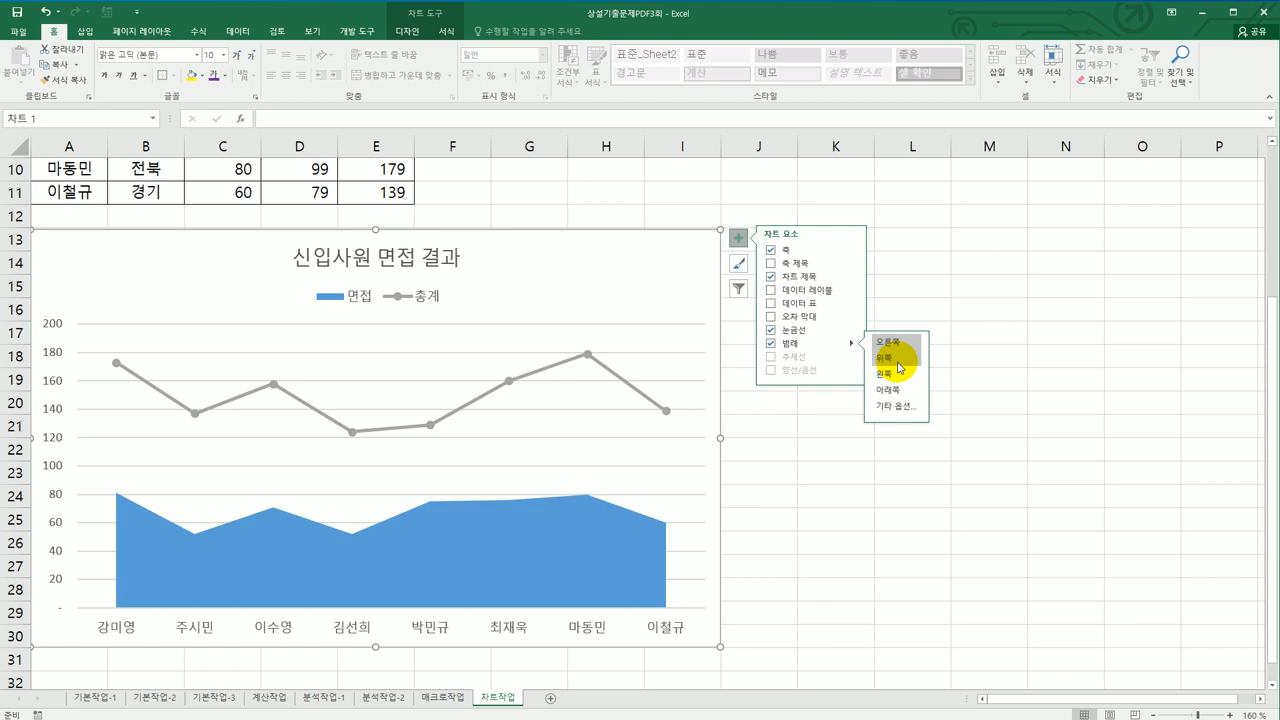 상설기출문제PDF3회 - Excel
차트 도구
파일 홈 삽입 페이지 레이아웃 수식 데이터 검토 보기 개발 도구 디자인 서식 수행할 작업을 알려 주세요.
공유
붙여넣기
잘라내기
복사
서식 복사
클립보드
맑은 고딕 (본문) 10
가 가 가
글꼴
텍스트 줄 바꿈
병합하고 가운데 맞춤
맞춤
일반
표시 형식
조건부 서식
표 서식
표준_Sheet2 표준 나쁨 보통 좋음
경고문 계산 메모 설명 텍스트 셀 확인
스타일
삽입 삭제 서식
셀
자동 합계
채우기
지우기
정렬 및 필터
찾기 및 선택
편집
차트 1
fx
A B C D E F G H I J K L M N O P
10 마동민 전북 80 99 179
11 이철규 경기 60 79 139
12
13
14
15
16
17
18
19
20
21
22
23
24
25
26
27
28
29
30
31
32
신입사원 면접 결과
면접 총계
200
180
160
140
120
100
80
60
40
20
-
강미영 주시민 이수영 김선희 박민규 최재욱 마동민 이철규
차트 요소
축
축 제목
차트 제목
데이터 레이블
데이터 표
오차 막대
눈금선
범례
추세선
양선/음선
오른쪽
위쪽
왼쪽
아래쪽
기타 옵션...
기본작업-1 기본작업-2 기본작업-3 계산작업 분석작업-1 분석작업-2 매크로작업 차트작업
준비
160 %